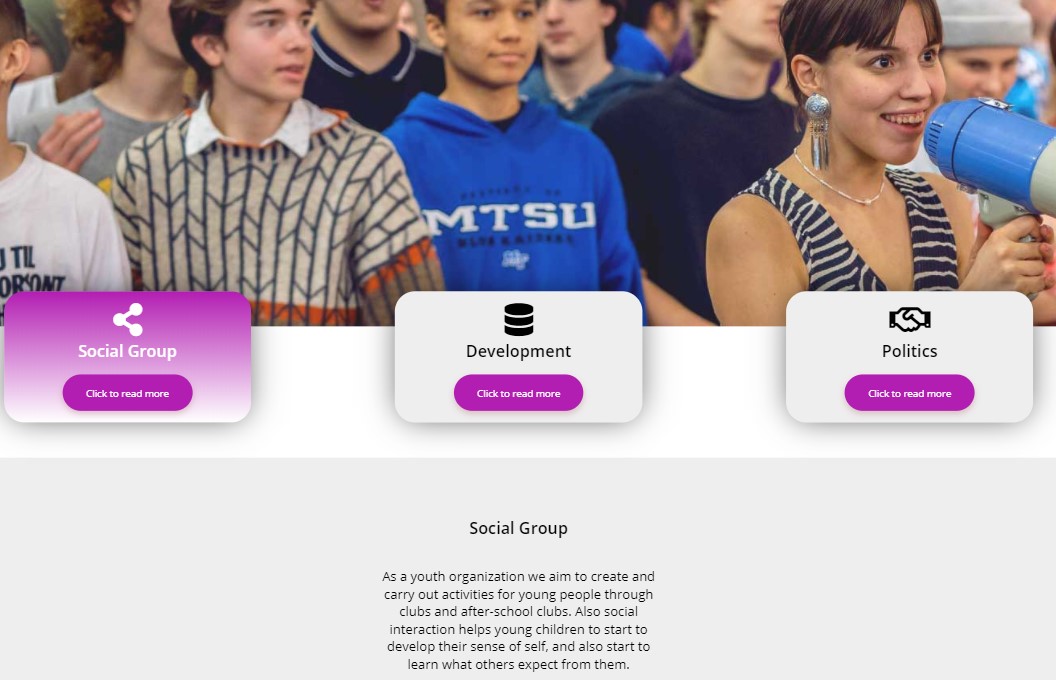 U TIL
MTSU
BLUE RAIDERS
Social Group
Development
Politics
Click to read more
Click to read more
Click to read more
Social Group
As a youth organization we aim to create and
carry out activities for young people through
clubs and after-school clubs. Also social
interaction helps young children to start to
develop their sense of self, and also start to
learn what others expect from them.